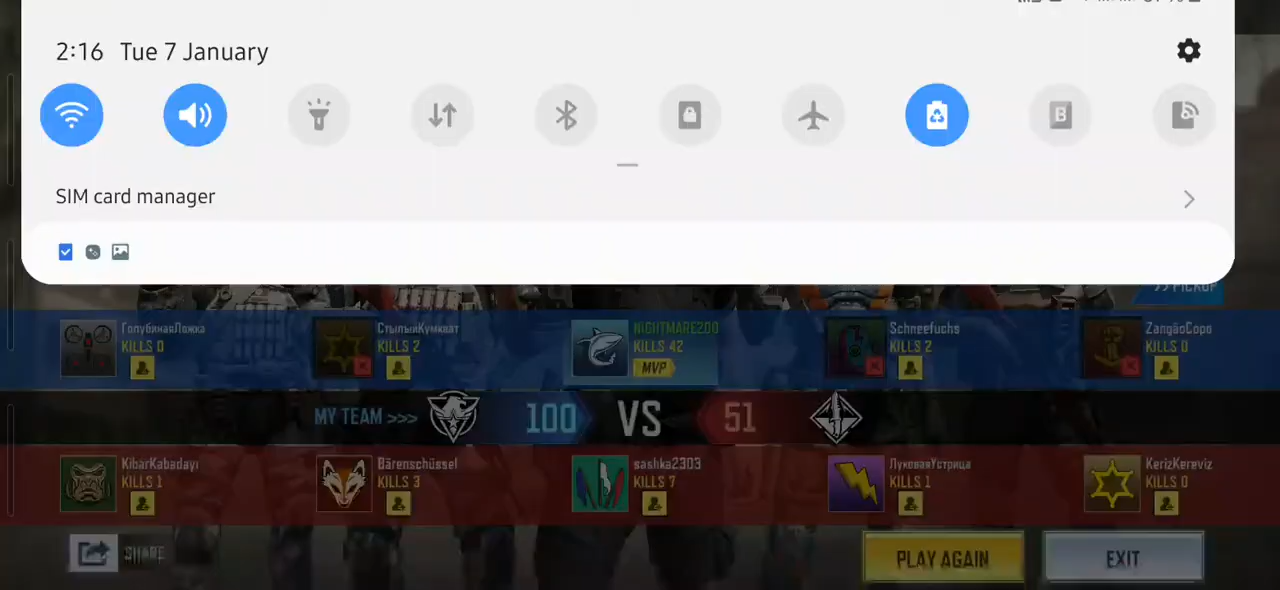 2:16 Tue 7 January
B
SIM card manager
>> PICKUP
ГолубинаяЛожка
KILLS 0
СтылыйКумкват
KILLS 2
NIGHTMARE200
KILLS 42
MVP
Schneefuchs
KILLS 2
ZangãoCopo
KILLS 0
MY TEAM >>> 100 VS 51
KibarKabadayı
KILLS 1
Bärenschüssel
KILLS 3
sashka2303
KILLS 7
ЛуковаяУстрица
KILLS 1
KerizKereviz
KILLS 0
SHARE
PLAY AGAIN
EXIT